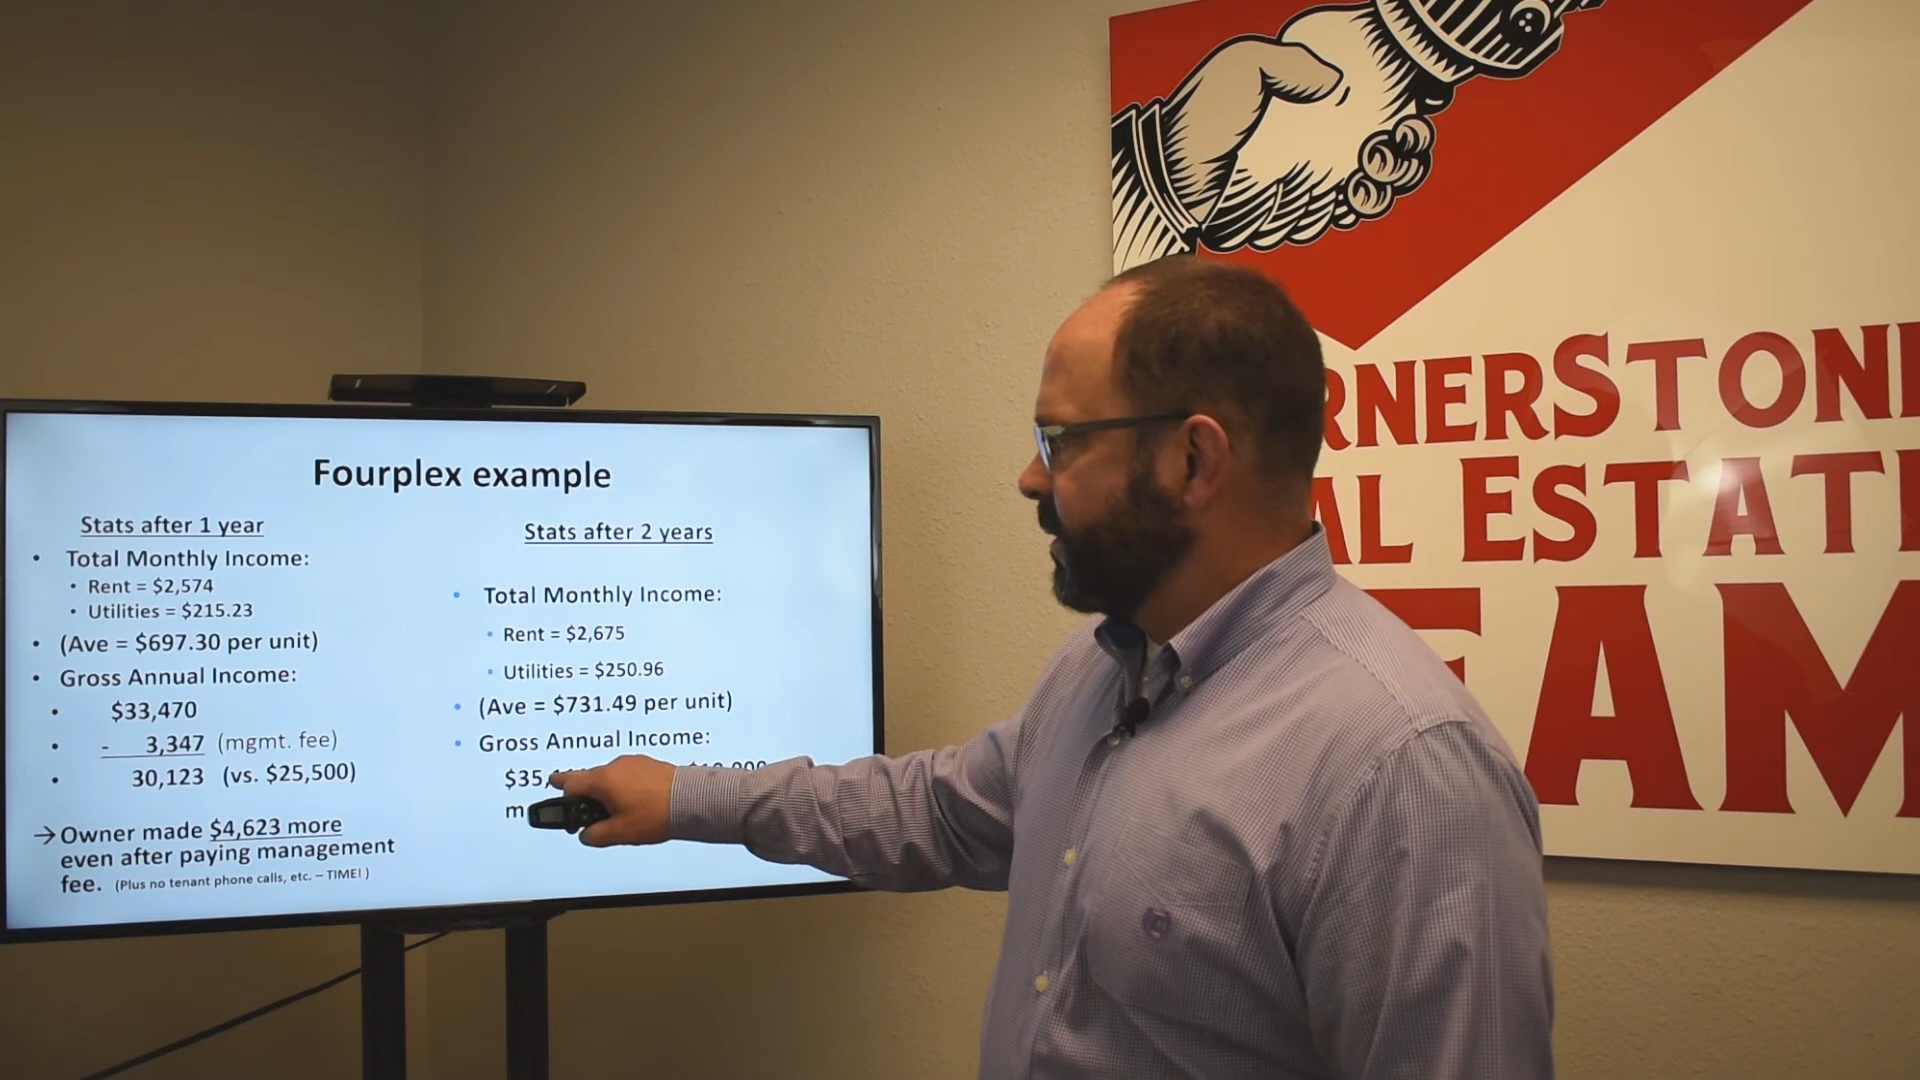 Fourplex example
Stats after 1 year
• Total Monthly Income:
• Rent = $2,574
• Utilities = $215.23
• (Ave = $697.30 per unit)
• Gross Annual Income:
• $33,470
• - 3,347 (mgmt. fee)
• 30,123 (vs. $25,500)
→ Owner made $4,623 more
even after paying management
fee. (Plus no tenant phone calls, etc. – TIME! )
Stats after 2 years
• Total Monthly Income:
• Rent = $2,675
• Utilities = $250.96
• (Ave = $731.49 per unit)
• Gross Annual Income:
$35,
RNERSTONE
AL ESTATE
EAM